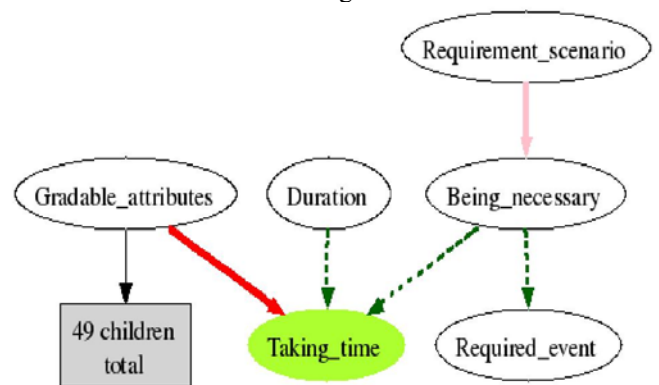 Requirement_scenario
Gradable_attributes
Duration
Being_necessary
49 children
total
Taking_time
Required_event